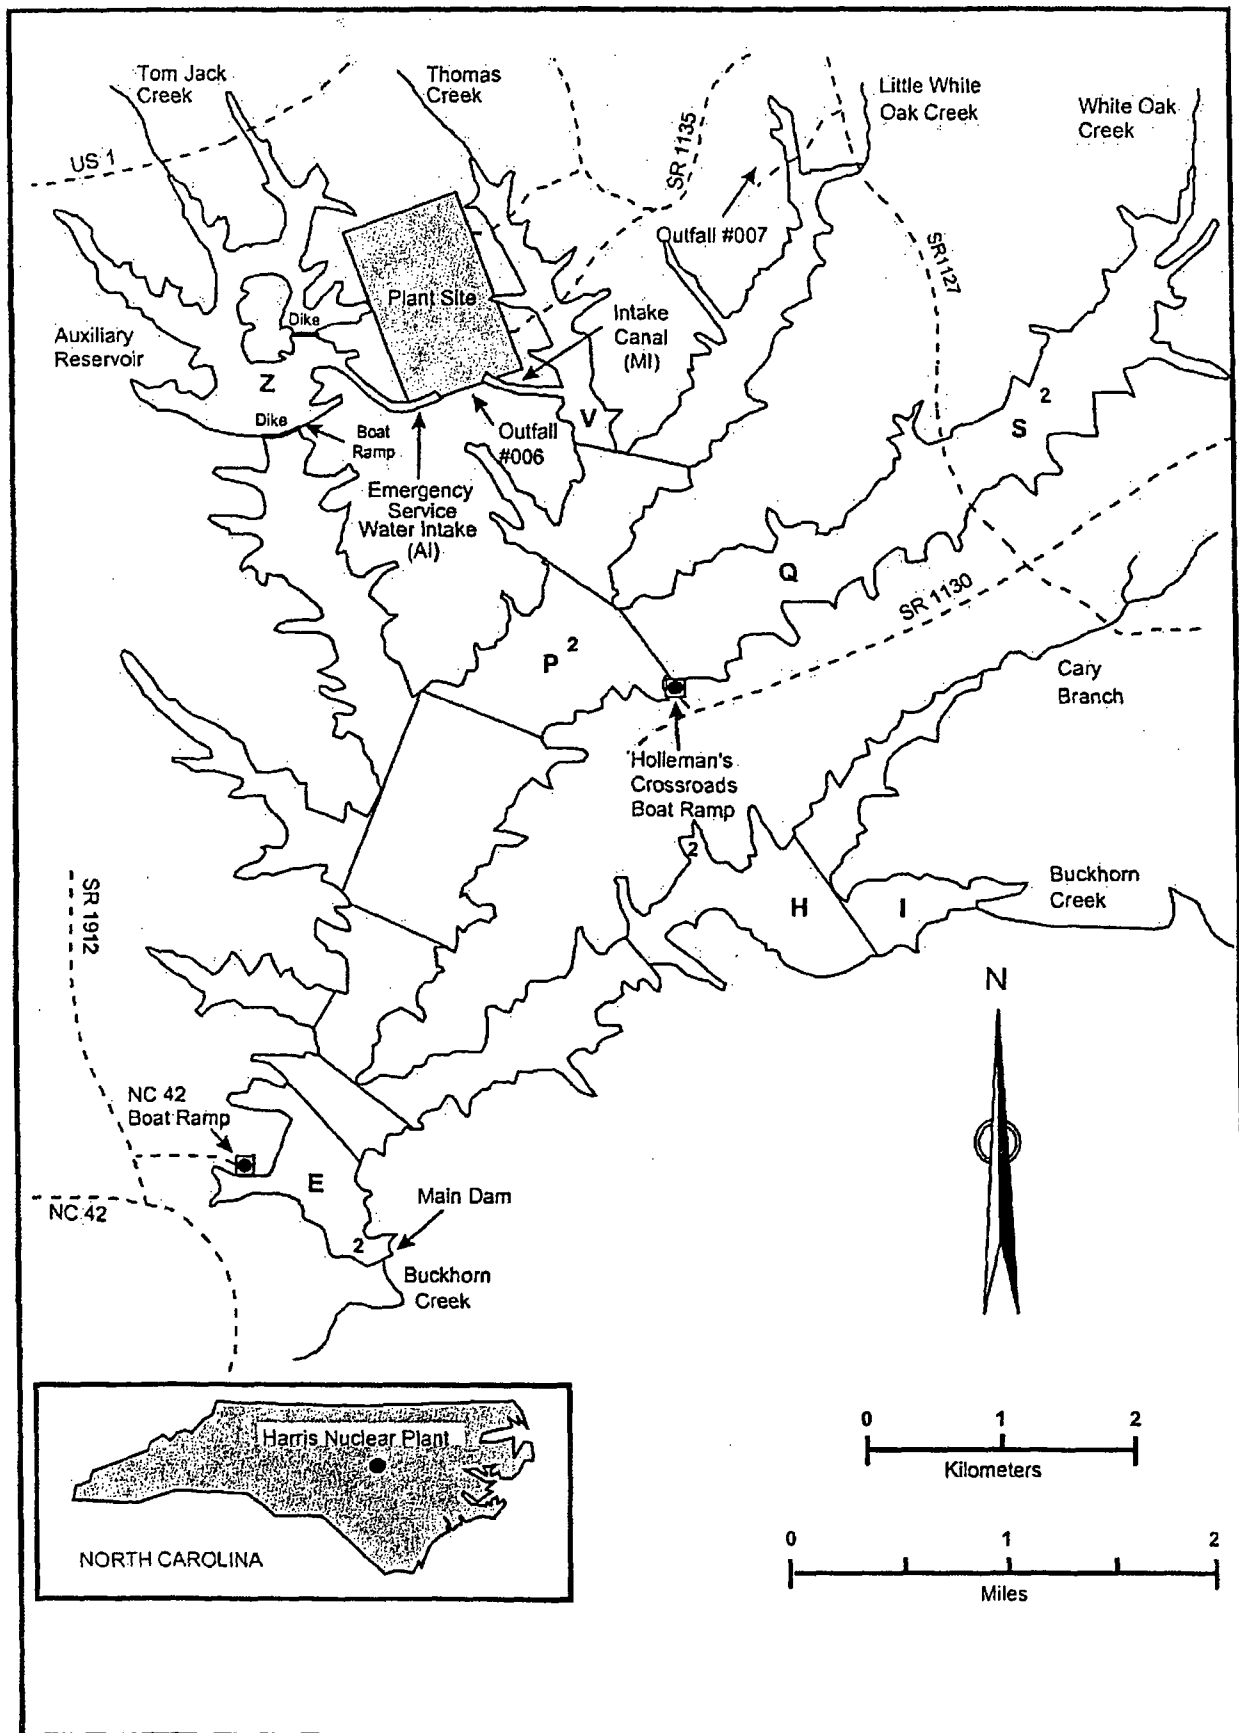 Tom Jack
Creek
Thomas
Creek
Little White
Oak Creek
White Oak
Creek
US 1
SR 1135
Outfall #007
SR1127
Plant Site
Dike
Intake
Canal
(MI)
Auxiliary
Reservoir
Z
2
S
V
Dike
Boat
Ramp
Outfall
#006
Emergency
Service
Water Intake
(AI)
Q
SR 1130
P 2
Cary
Branch
Holleman's
Crossroads
Boat Ramp
2
SR 1912
H
I
Buckhorn
Creek
N
NC 42
Boat Ramp
E
Main Dam
NC 42
2
Buckhorn
Creek
Harris Nuclear Plant
NORTH CAROLINA
0 1 2
Kilometers
0 1 2
Miles